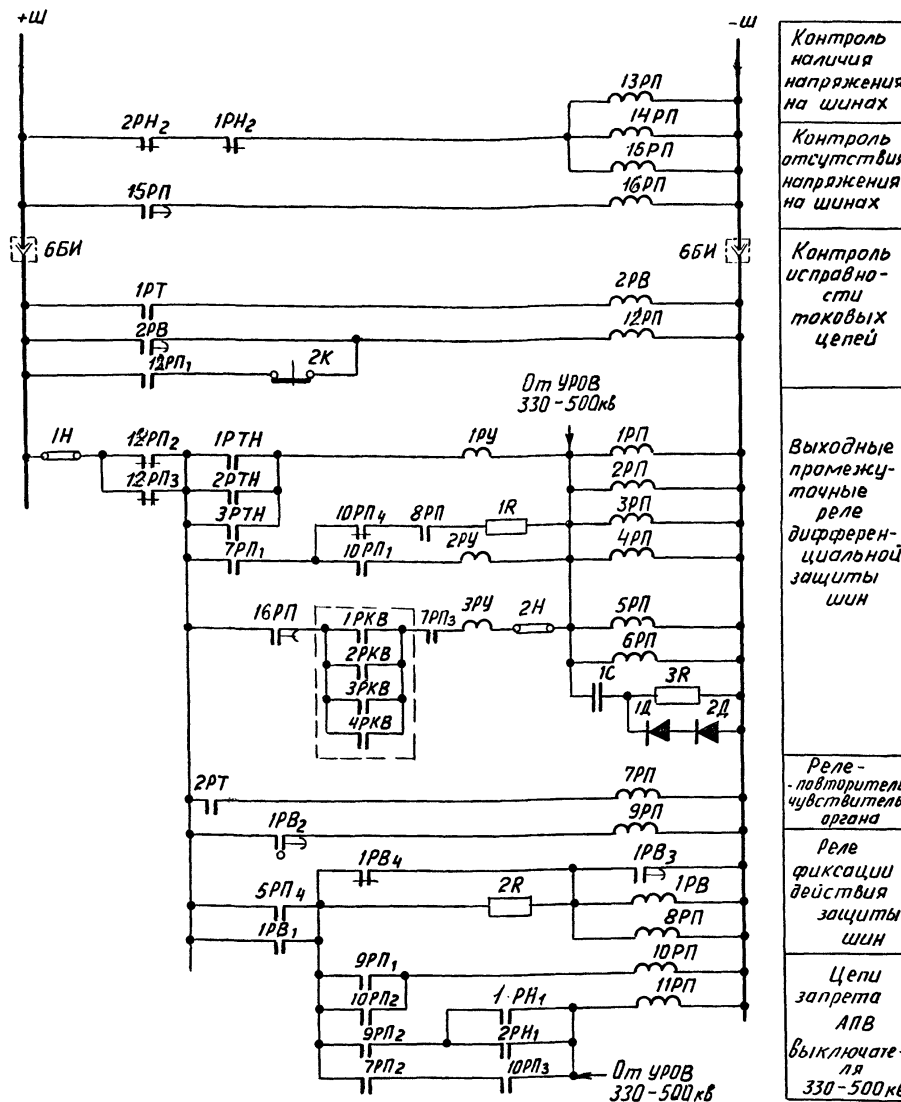 +Ш
-Ш
Контроль
наличия
напряжения
на шинах
13РП
2РН2
1РН2
14РП
Контроль
отсутствия
напряжения
на шинах
15РП
15РП
16РП
6БИ
6БИ
Контроль
исправно-
сти
токовых
цепей
1РТ
2РВ
2РВ
12РП
12РП1
2К
От УРОВ
330-500кв
1Н
12РП2
1РТН
1РУ
1РП
Выходные
промежу-
точные
реле
дифферен-
циальной
защиты
шин
12РП3
2РТН
2РП
3РТН
10РП4
8РП
1R
3РП
7РП1
10РП1
2РУ
4РП
16РП
1РКВ
7РП3
3РУ
2Н
5РП
2РКВ
6РП
3РКВ
1С
3R
4РКВ
1Д
2Д
2РТ
7РП
Реле-
-повторитель
чувствитель
органа
1РВ2
9РП
1РВ4
1РВ3
Реле
фиксации
действия
защиты
шин
5РП4
2R
1РВ
1РВ1
8РП
9РП1
10РП
10РП2
1·РН1
11РП
Цепи
запрета
АПВ
выключате-
ля
330-500кв
9РП2
2РН1
7РП2
10РП3
От УРОВ
330-500кв